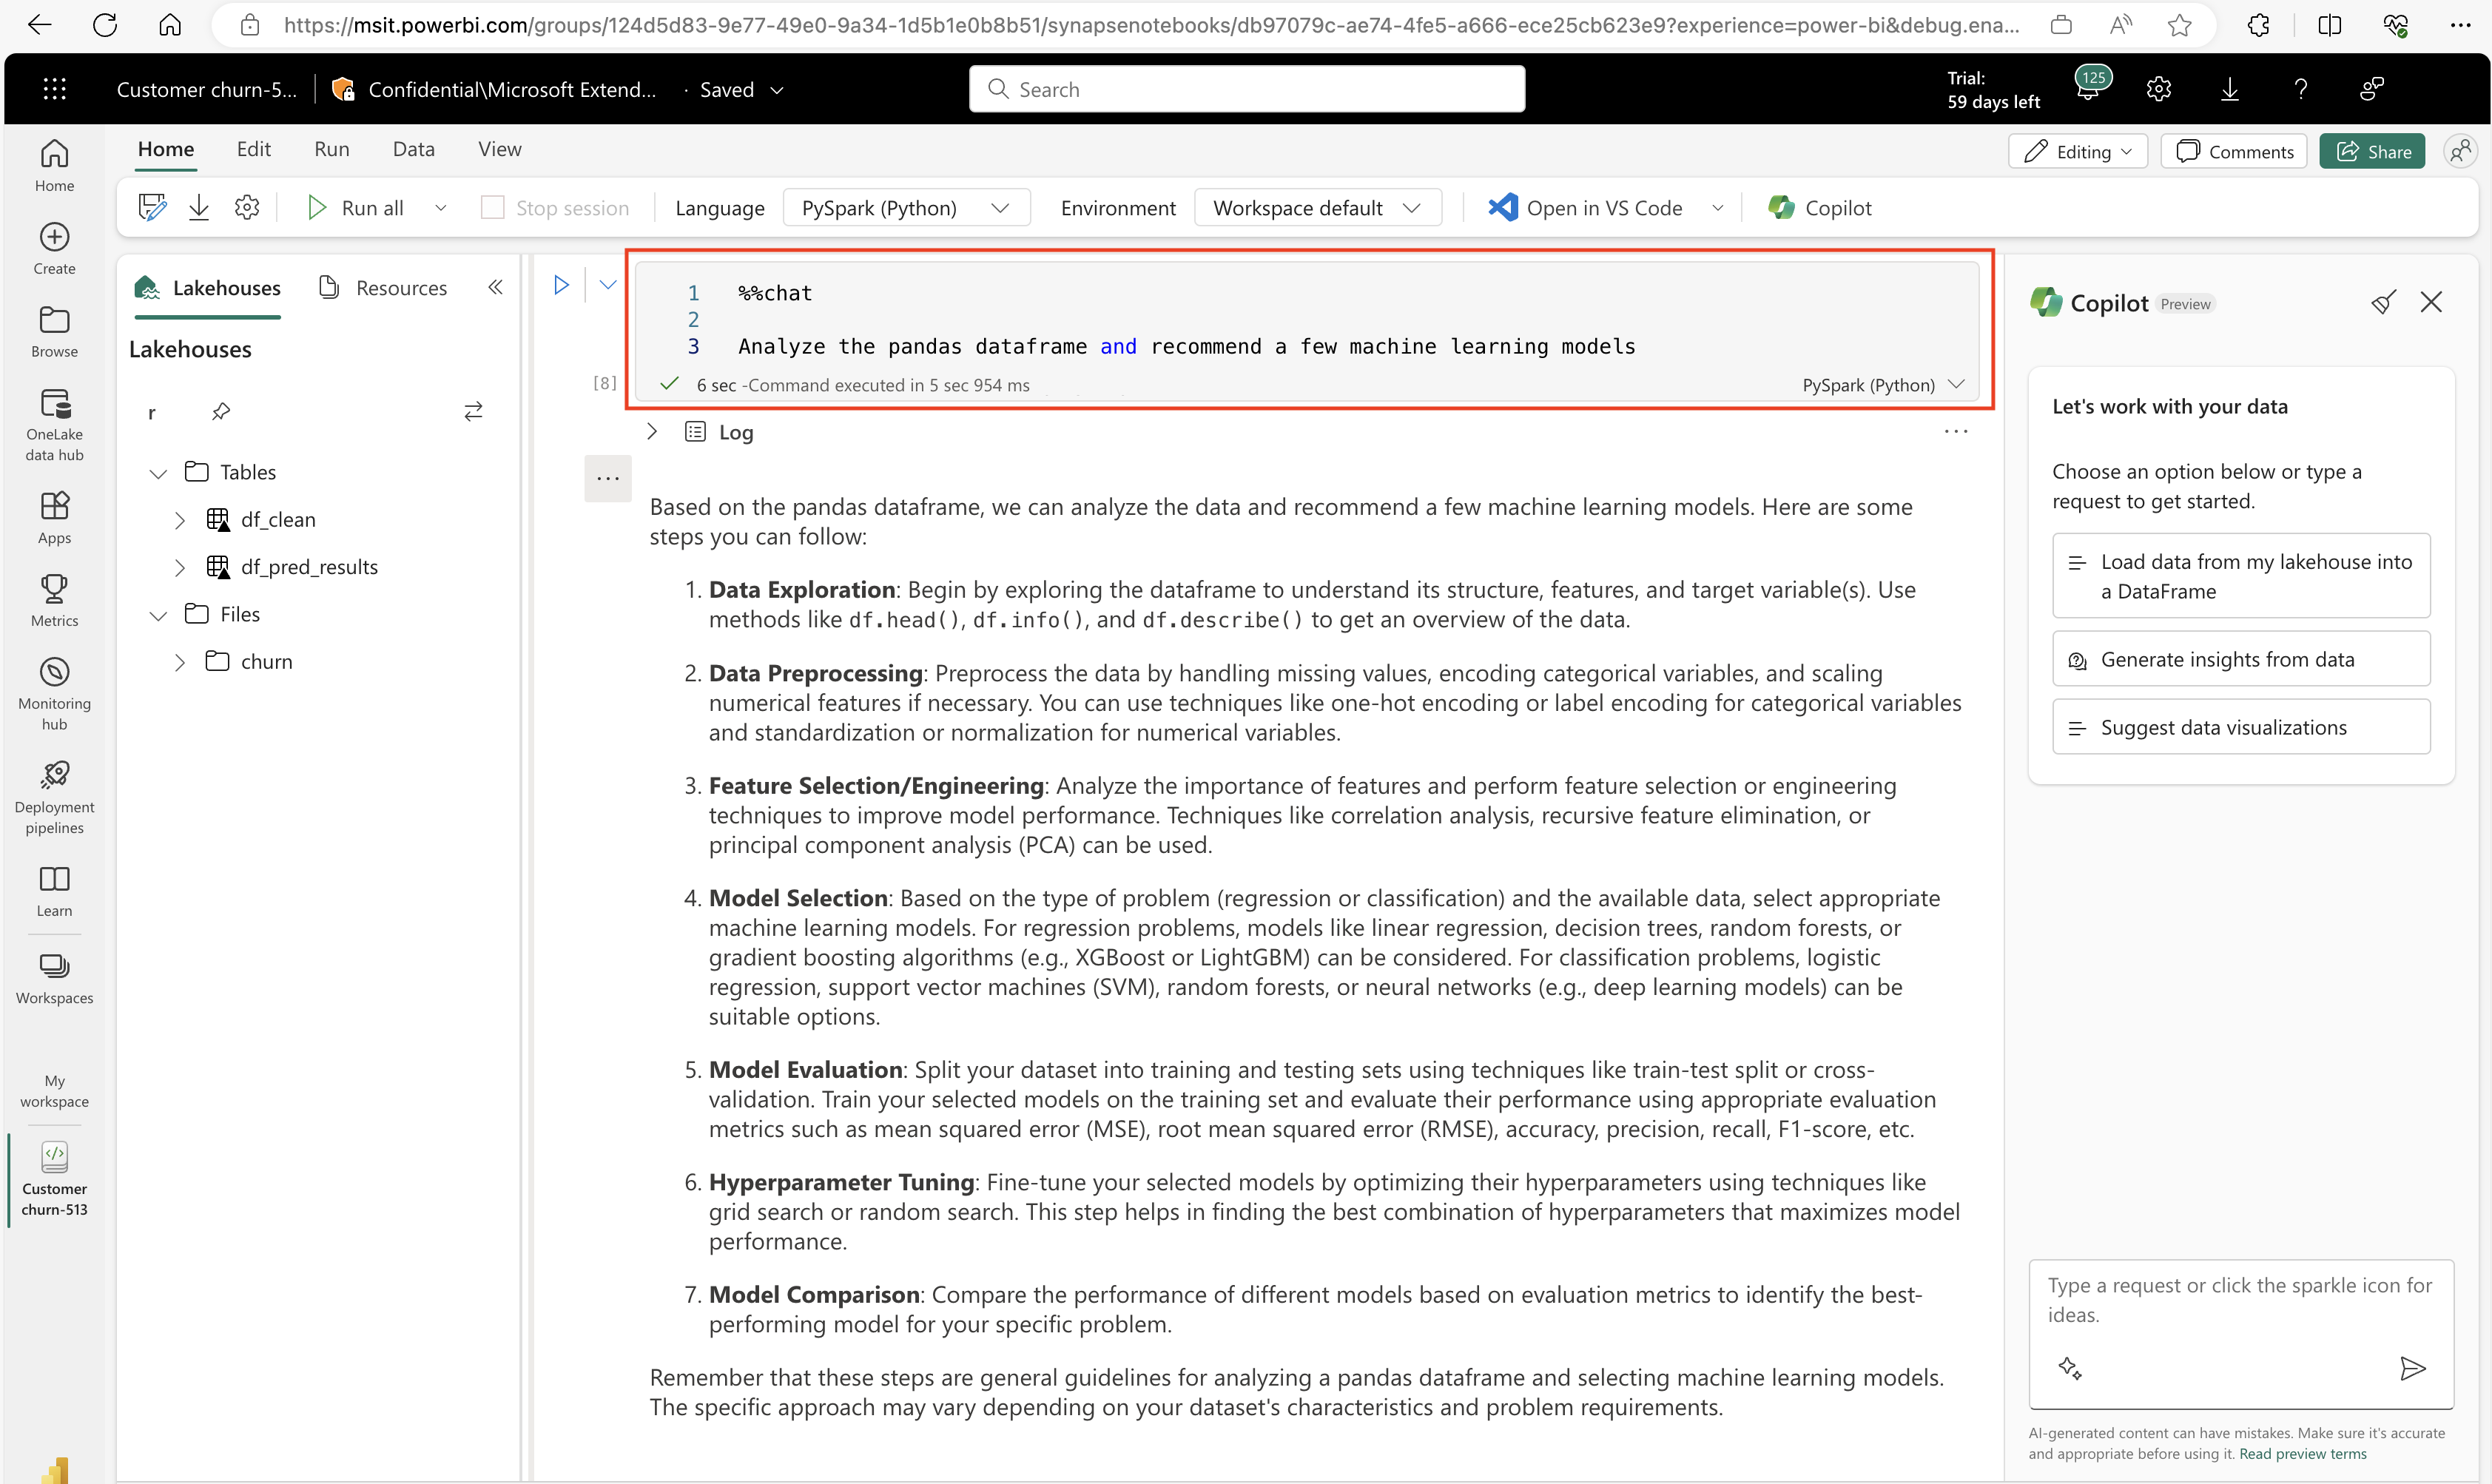 https://msit.powerbi.com/groups/124d5d83-9e77-49e0-9a34-1d5b1e0b8b51/synapsenotebooks/db97079c-ae74-4fe5-a666-ece25cb623e9?experience=power-bi&debug.ena...
Customer churn-5...
Confidential\Microsoft Extend...
· Saved
Search
Trial:
59 days left
125
Home
Edit
Run
Data
View
Editing
Comments
Share
Run all
Stop session
Language
PySpark (Python)
Environment
Workspace default
Open in VS Code
Copilot
Home
Create
Browse
OneLake
data hub
Apps
Metrics
Monitoring
hub
Deployment
pipelines
Learn
Workspaces
My
workspace
Customer
churn-513
Lakehouses
Resources
Lakehouses
r
Tables
df_clean
df_pred_results
Files
churn
1 %%chat
2
3 Analyze the pandas dataframe and recommend a few machine learning models
[8]
6 sec -Command executed in 5 sec 954 ms
PySpark (Python)
Log
Based on the pandas dataframe, we can analyze the data and recommend a few machine learning models. Here are some
steps you can follow:
1. Data Exploration: Begin by exploring the dataframe to understand its structure, features, and target variable(s). Use
methods like df.head(), df.info(), and df.describe() to get an overview of the data.
2. Data Preprocessing: Preprocess the data by handling missing values, encoding categorical variables, and scaling
numerical features if necessary. You can use techniques like one-hot encoding or label encoding for categorical variables
and standardization or normalization for numerical variables.
3. Feature Selection/Engineering: Analyze the importance of features and perform feature selection or engineering
techniques to improve model performance. Techniques like correlation analysis, recursive feature elimination, or
principal component analysis (PCA) can be used.
4. Model Selection: Based on the type of problem (regression or classification) and the available data, select appropriate
machine learning models. For regression problems, models like linear regression, decision trees, random forests, or
gradient boosting algorithms (e.g., XGBoost or LightGBM) can be considered. For classification problems, logistic
regression, support vector machines (SVM), random forests, or neural networks (e.g., deep learning models) can be
suitable options.
5. Model Evaluation: Split your dataset into training and testing sets using techniques like train-test split or cross-
validation. Train your selected models on the training set and evaluate their performance using appropriate evaluation
metrics such as mean squared error (MSE), root mean squared error (RMSE), accuracy, precision, recall, F1-score, etc.
6. Hyperparameter Tuning: Fine-tune your selected models by optimizing their hyperparameters using techniques like
grid search or random search. This step helps in finding the best combination of hyperparameters that maximizes model
performance.
7. Model Comparison: Compare the performance of different models based on evaluation metrics to identify the best-
performing model for your specific problem.
Remember that these steps are general guidelines for analyzing a pandas dataframe and selecting machine learning models.
The specific approach may vary depending on your dataset's characteristics and problem requirements.
Copilot Preview
Let's work with your data
Choose an option below or type a
request to get started.
Load data from my lakehouse into
a DataFrame
Generate insights from data
Suggest data visualizations
Type a request or click the sparkle icon for
ideas.
AI-generated content can have mistakes. Make sure it's accurate
and appropriate before using it. Read preview terms